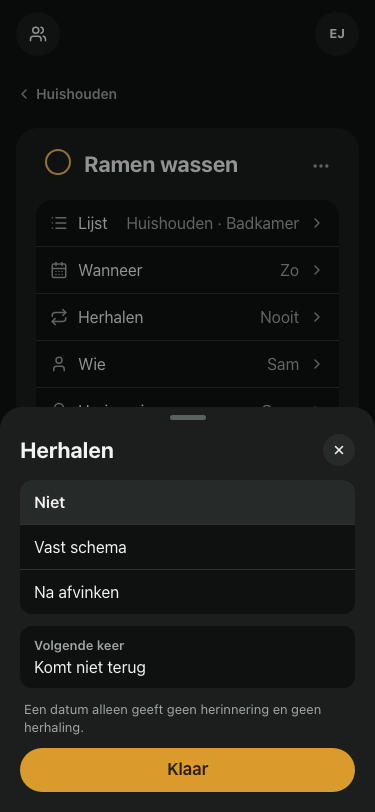 EJ
Huishouden
Ramen wassen
Lijst Huishouden · Badkamer
Wanneer Zo
Herhalen Nooit
Wie Sam
Herhalen
Niet
Vast schema
Na afvinken
Volgende keer
Komt niet terug
Een datum alleen geeft geen herinnering en geen
herhaling.
Klaar